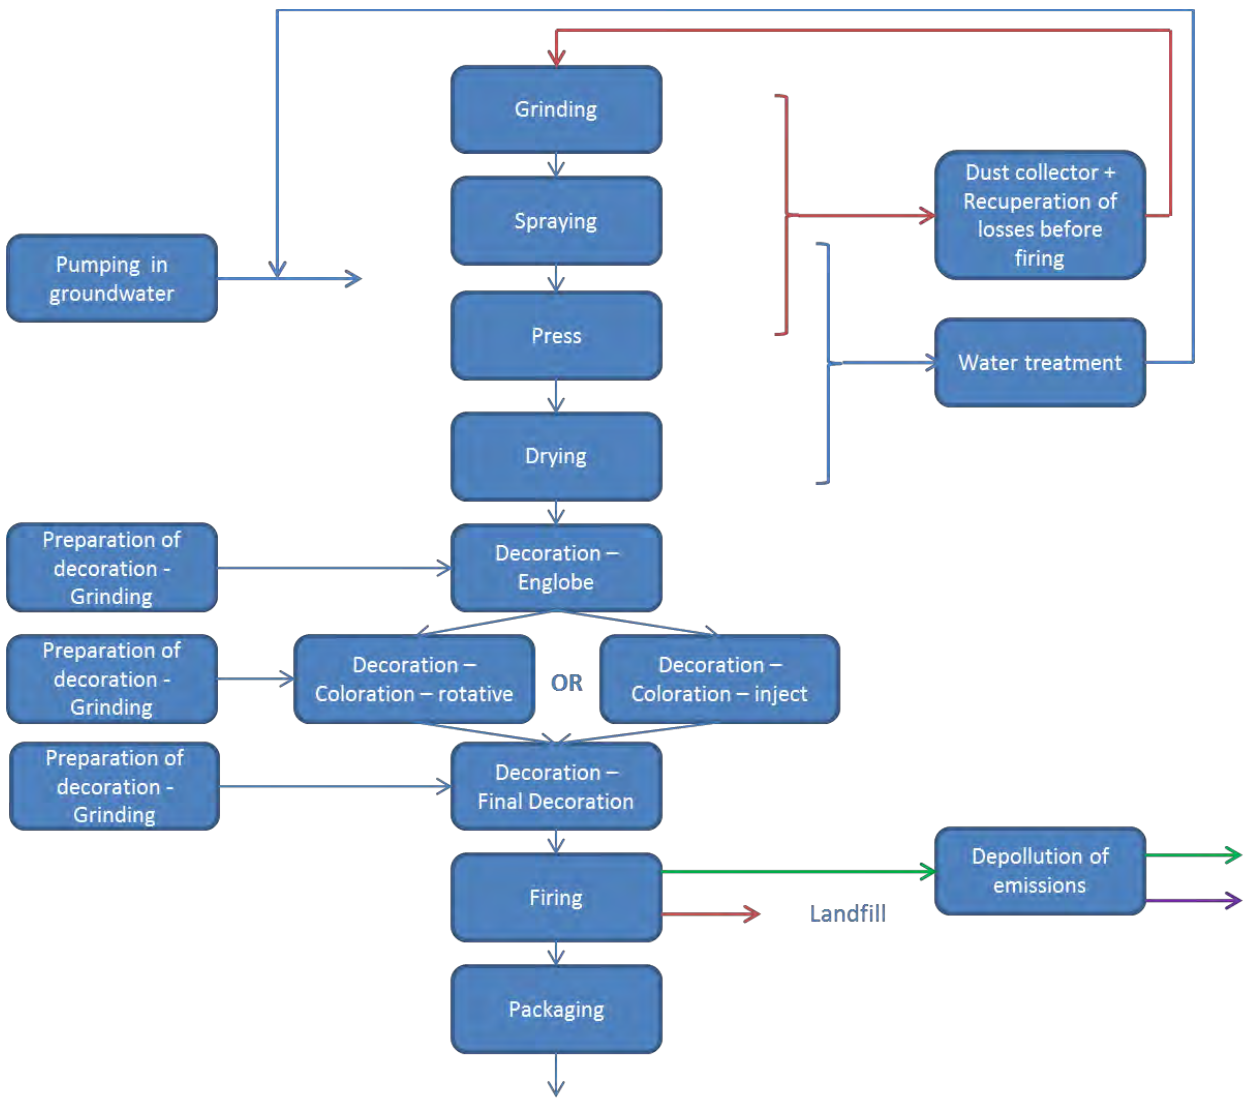 Grinding
Dust collector +
Recuperation of
losses before
firing
Spraying
Pumping in
groundwater
Press
Water treatment
Drying
Preparation of
decoration -
Grinding
Decoration –
Englobe
Preparation of
decoration -
Grinding
Decoration –
Coloration – rotative
OR
Decoration –
Coloration – inject
Preparation of
decoration -
Grinding
Decoration –
Final Decoration
Firing
Landfill
Depollution of
emissions
Packaging